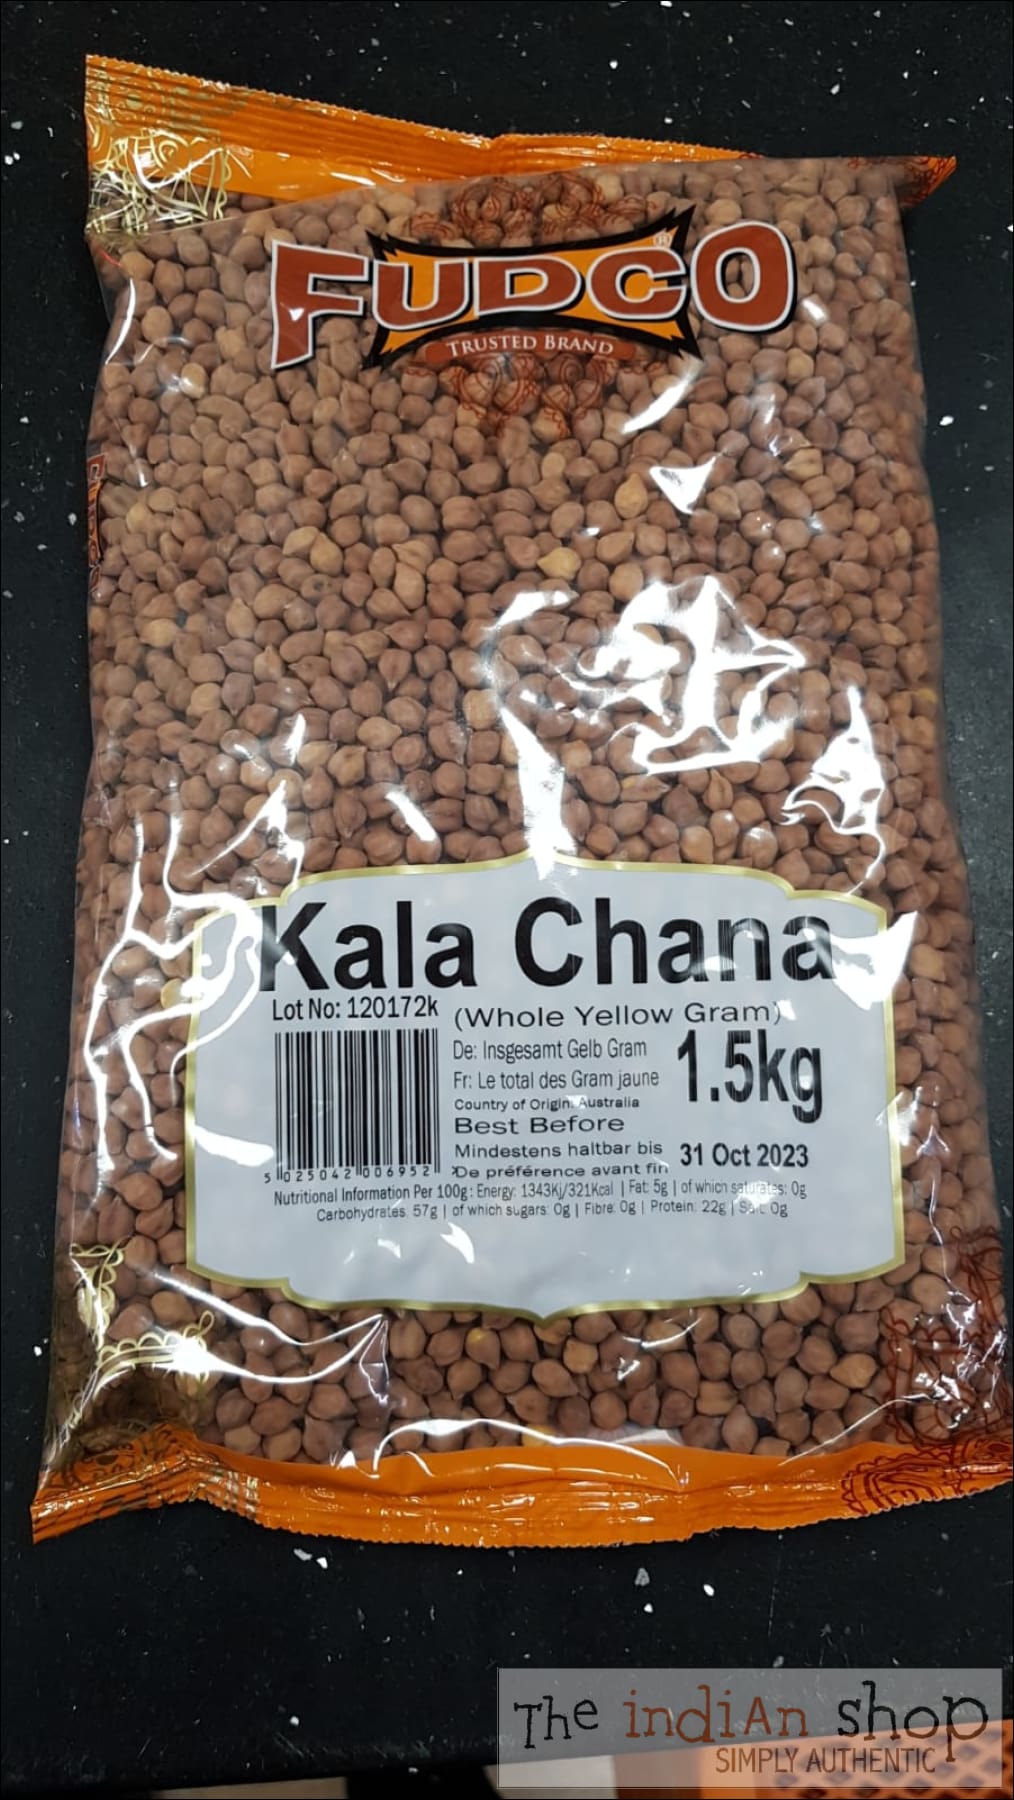 FUDCO
®
TRUSTED BRAND
Kala Chana
Lot No: 120172k
(Whole Yellow Gram)
De: Insgesamt Gelb Gram
Fr: Le total des Gram jaune
1.5kg
Country of Origin: Australia
Best Before
Mindestens haltbar bis
De préférence avant fin
31 Oct 2023
5 025042 006952
Nutritional Information Per 100g: Energy: 1343Kj/321Kcal | Fat: 5g | of which saturates: 0g
Carbohydrates: 57g | of which sugars: 0g | Fibre: 0g | Protein: 22g | Salt: 0g
The indiAn shop
SIMPLY AUTHENTIC